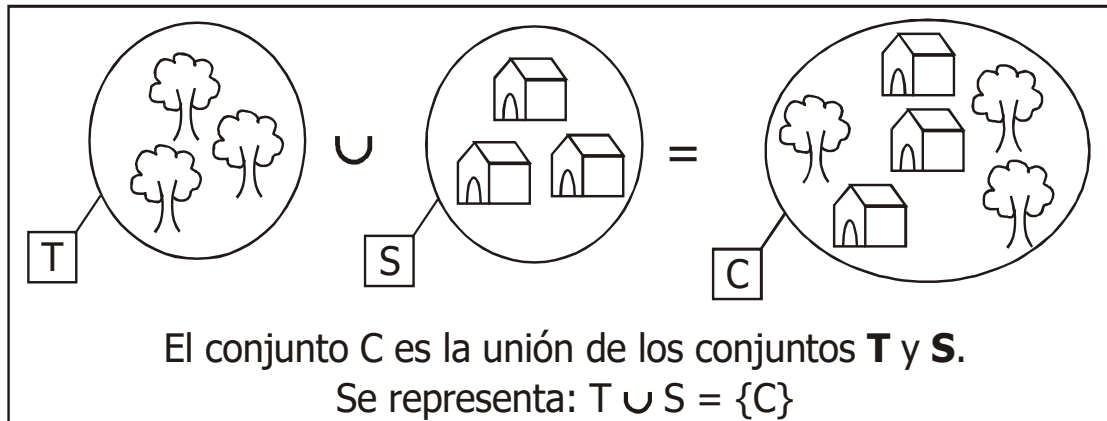 ∪
=
T
S
C
El conjunto C es la unión de los conjuntos T y S.
Se representa: T ∪ S = {C}